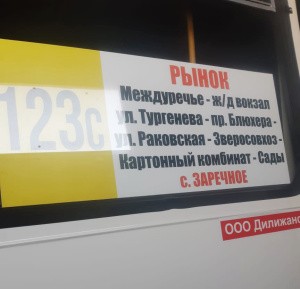 123с
РЫНОК
Междуречье - ж/д вокзал
ул. Тургенева - пр. Блюхера -
ул. Раковская - Зверосовхоз -
Картонный комбинат - Сады
с. ЗАРЕЧНОЕ
ООО Дилижанс